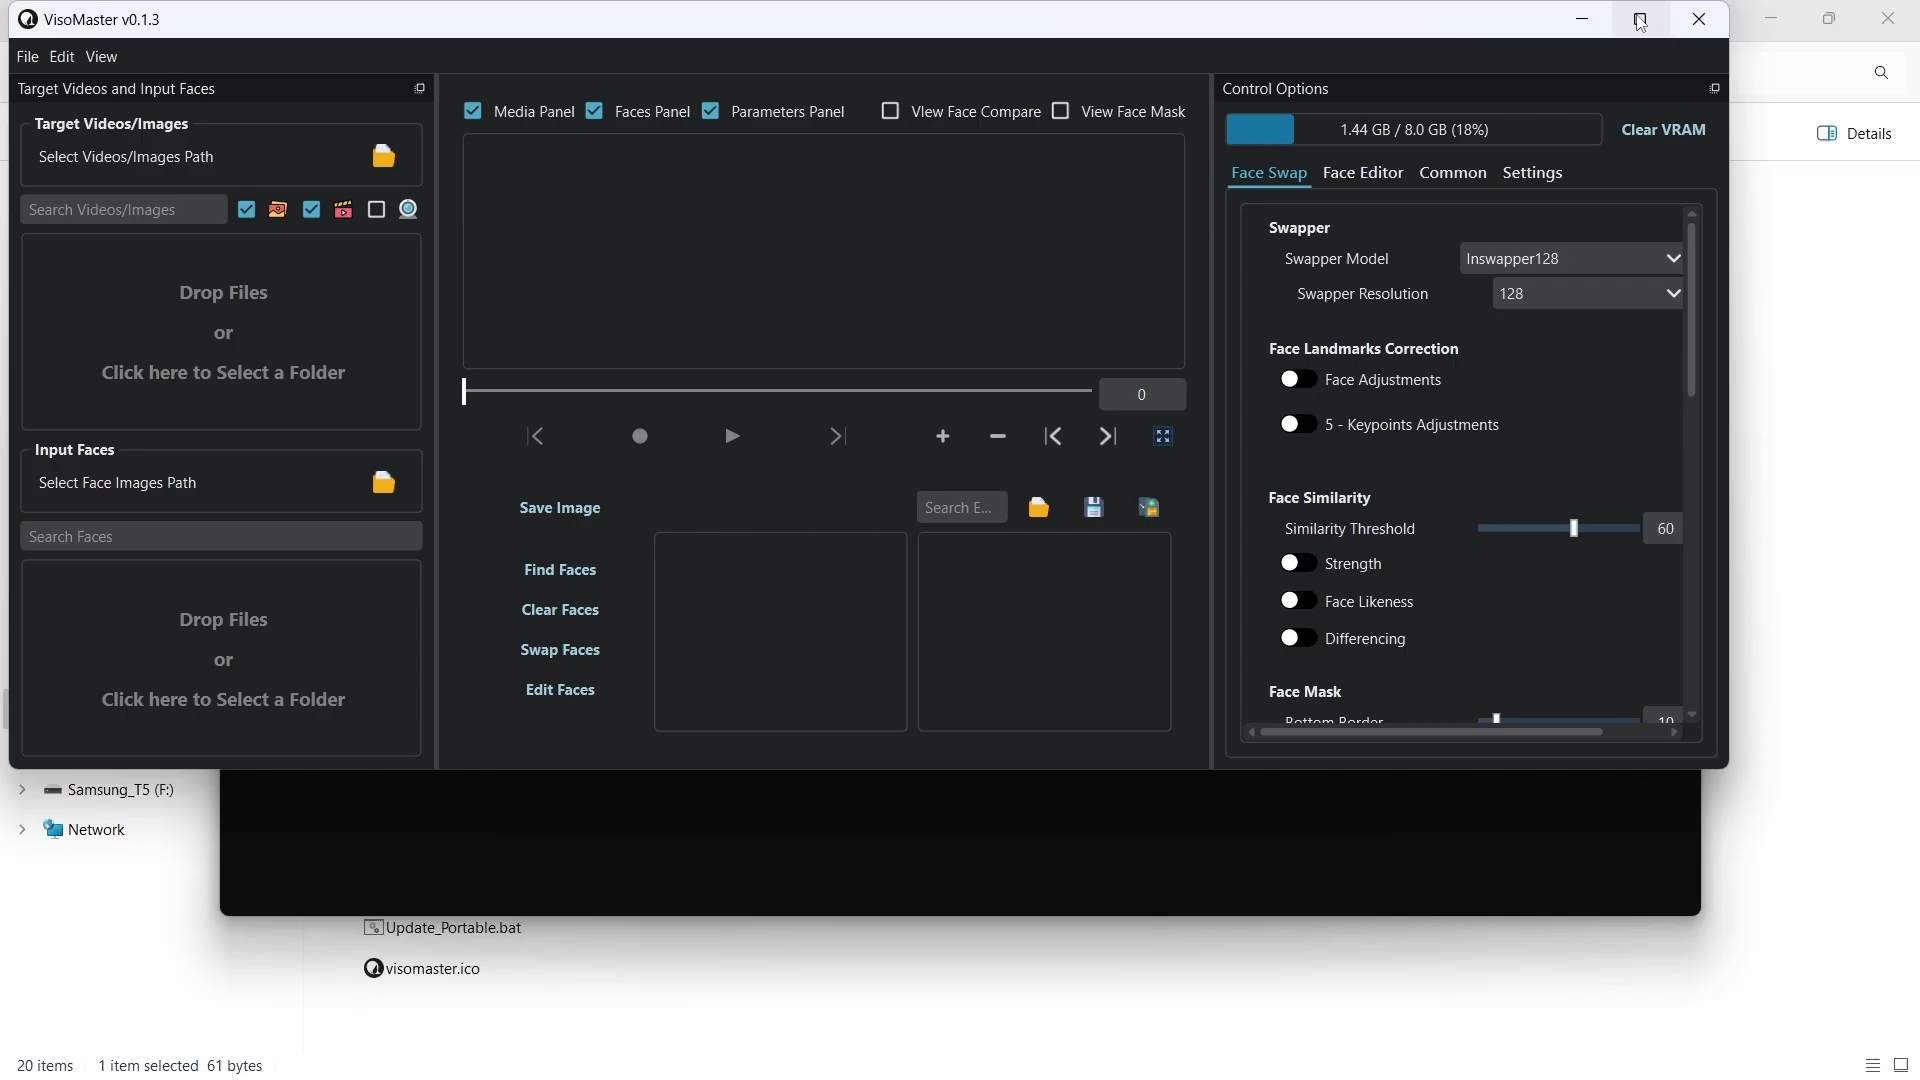 VisoMaster v0.1.3
File Edit View
Target Videos and Input Faces
Target Videos/Images
Select Videos/Images Path
Search Videos/Images
Drop Files
or
Click here to Select a Folder
Input Faces
Select Face Images Path
Search Faces
Drop Files
or
Click here to Select a Folder
Media Panel Faces Panel Parameters Panel VIew Face Compare View Face Mask
0
Save Image
Search E...
Find Faces
Clear Faces
Swap Faces
Edit Faces
Control Options
1.44 GB / 8.0 GB (18%) Clear VRAM
Face Swap Face Editor Common Settings
Swapper
Swapper Model Inswapper128
Swapper Resolution 128
Face Landmarks Correction
Face Adjustments
5 - Keypoints Adjustments
Face Similarity
Similarity Threshold 60
Strength
Face Likeness
Differencing
Face Mask
Bottom Border 10
Details
Samsung_T5 (F:)
Network
Update_Portable.bat
visomaster.ico
20 items 1 item selected 61 bytes